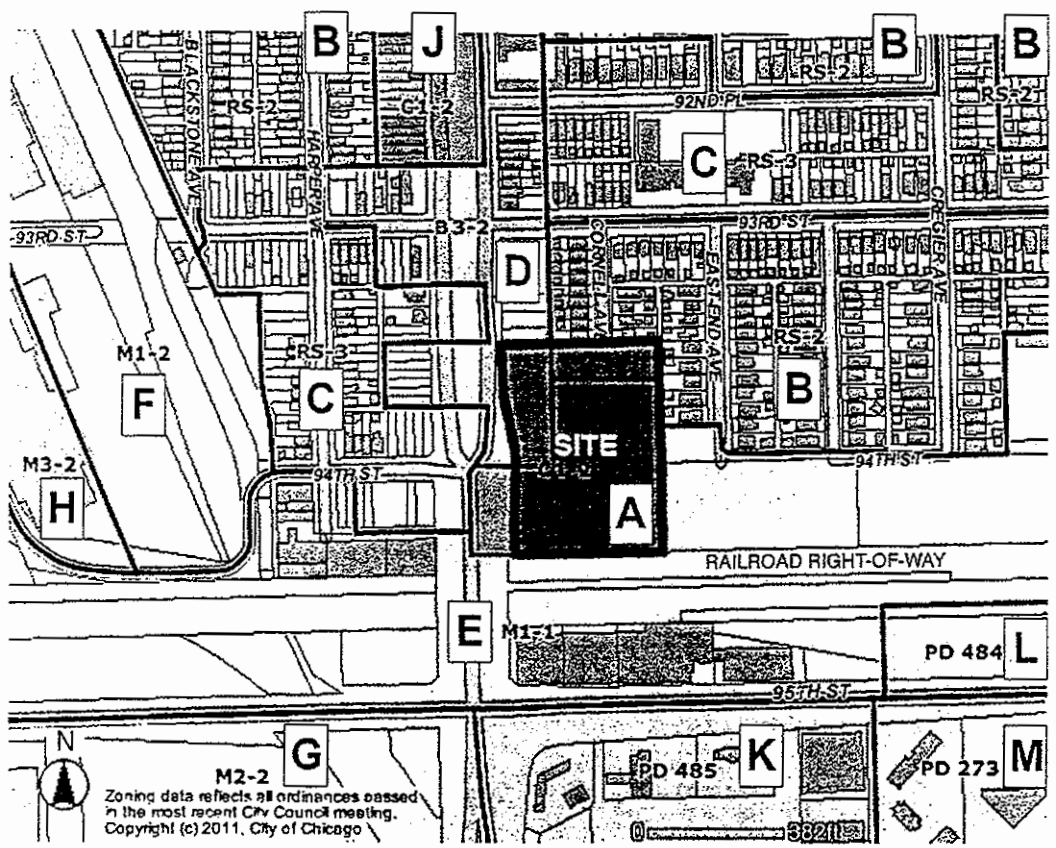 B
J
B
B
BLACKSTONE AVE
RS-2
HARPER AVE
C1-2
RS-2
RS-2
92ND PL
C
RS-3
CREGIER AVE
93RD ST
93RD ST
B3-2
D
CORNELL AVE
EAST END AVE
M1-2
RS-3
RS-2
F
C
B
SITE
M3-2
94TH ST
94TH ST
H
A
RAILROAD RIGHT-OF-WAY
E
M1-1
PD 484
L
95TH ST
N
G
M2-2
PD 485
K
PD 273
M
Zoning data reflects all ordinances passed
in the most recent City Council meeting.
Copyright (c) 2011, City of Chicago
0
382ft